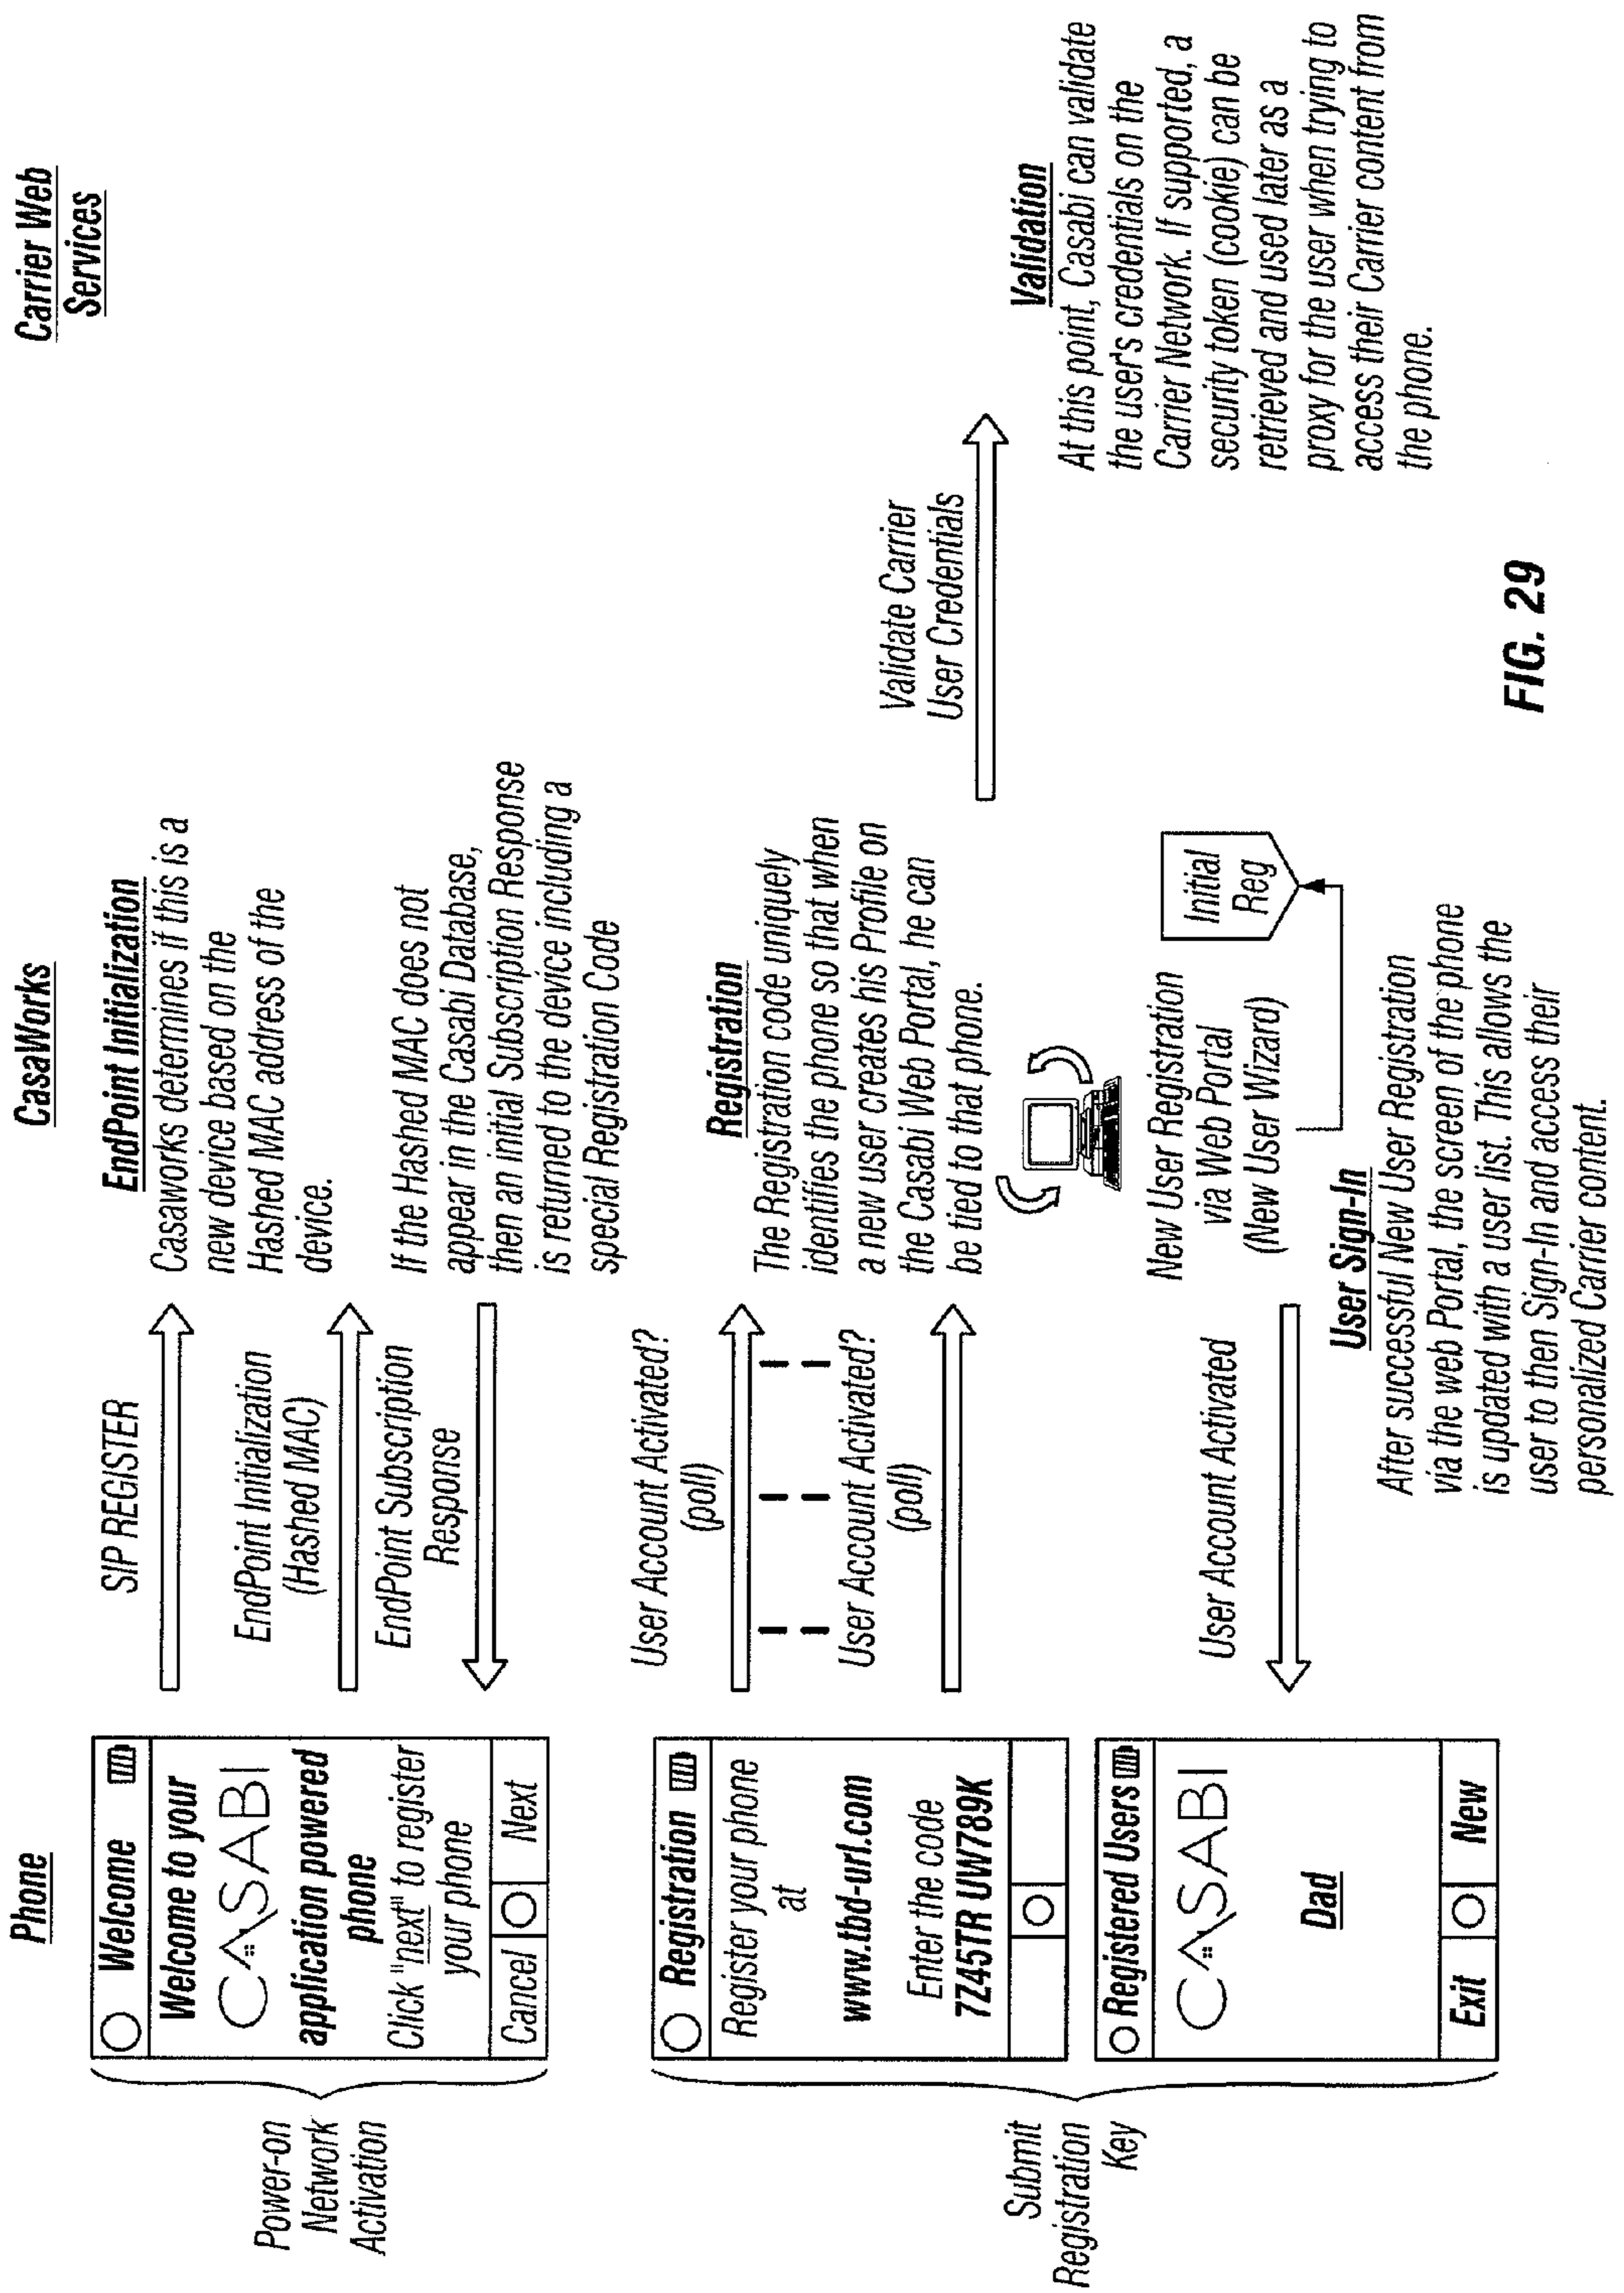 Phone
CasaWorks
Carrier Web
Services
Power-on
Network
Activation
Welcome
Welcome to your
CASABI
application powered
phone
Click "next" to register
your phone
Cancel
Next
SIP REGISTER
EndPoint Initialization
(Hashed MAC)
EndPoint Subscription
Response
EndPoint Initialization
Casaworks determines if this is a
new device based on the
Hashed MAC address of the
device.
If the Hashed MAC does not
appear in the Casabi Database,
then an initial Subscription Response
is returned to the device including a
special Registration Code
Submit
Registration
Key
Registration
Register your phone
at
www.tbd-url.com
Enter the code
7Z45TR UW789K
User Account Activated?
(poll)
User Account Activated?
(poll)
Registration
The Registration code uniquely
identifies the phone so that when
a new user creates his Profile on
the Casabi Web Portal, he can
be tied to that phone.
Validate Carrier
User Credentials
Validation
At this point, Casabi can validate
the user's credentials on the
Carrier Network. If supported, a
security token (cookie) can be
retrieved and used later as a
proxy for the user when trying to
access their Carrier content from
the phone.
Registered Users
CASABI
Dad
Exit
New
User Account Activated
New User Registration
via Web Portal
(New User Wizard)
Initial
Reg
User Sign-In
After successful New User Registration
via the web Portal, the screen of the phone
is updated with a user list. This allows the
user to then Sign-In and access their
personalized Carrier content.
FIG. 29